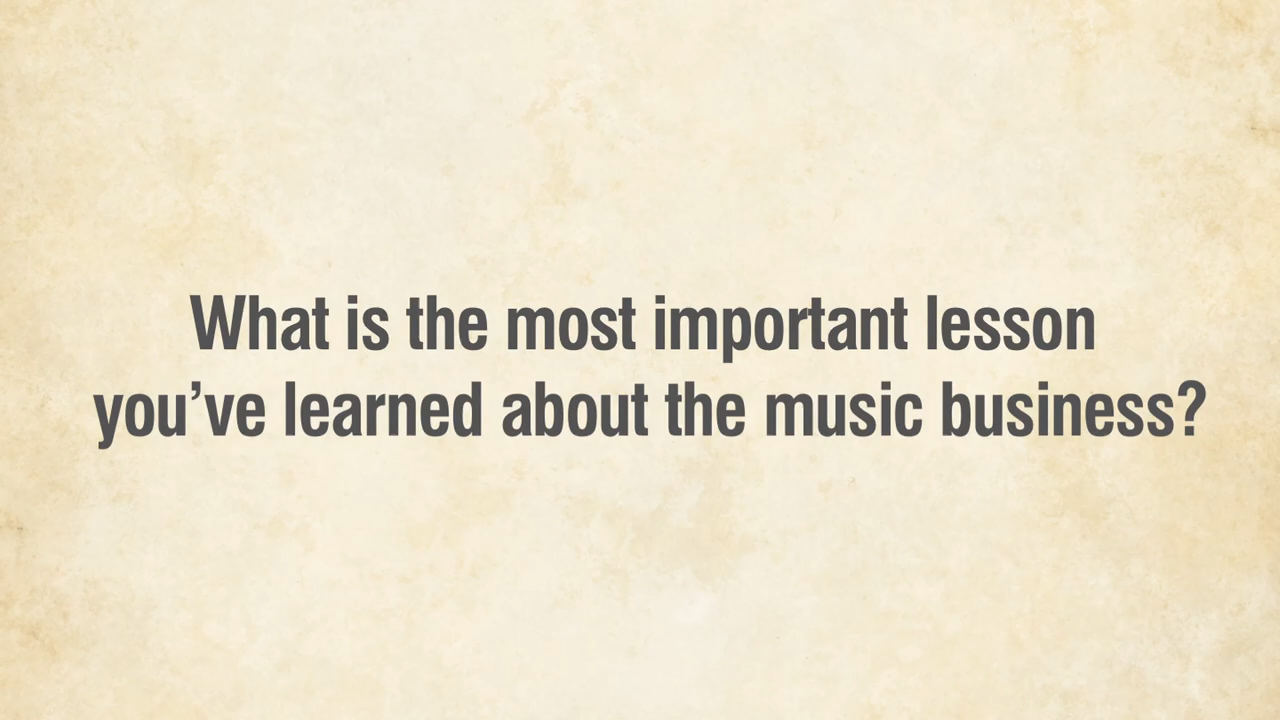 What is the most important lesson
you’ve learned about the music business?